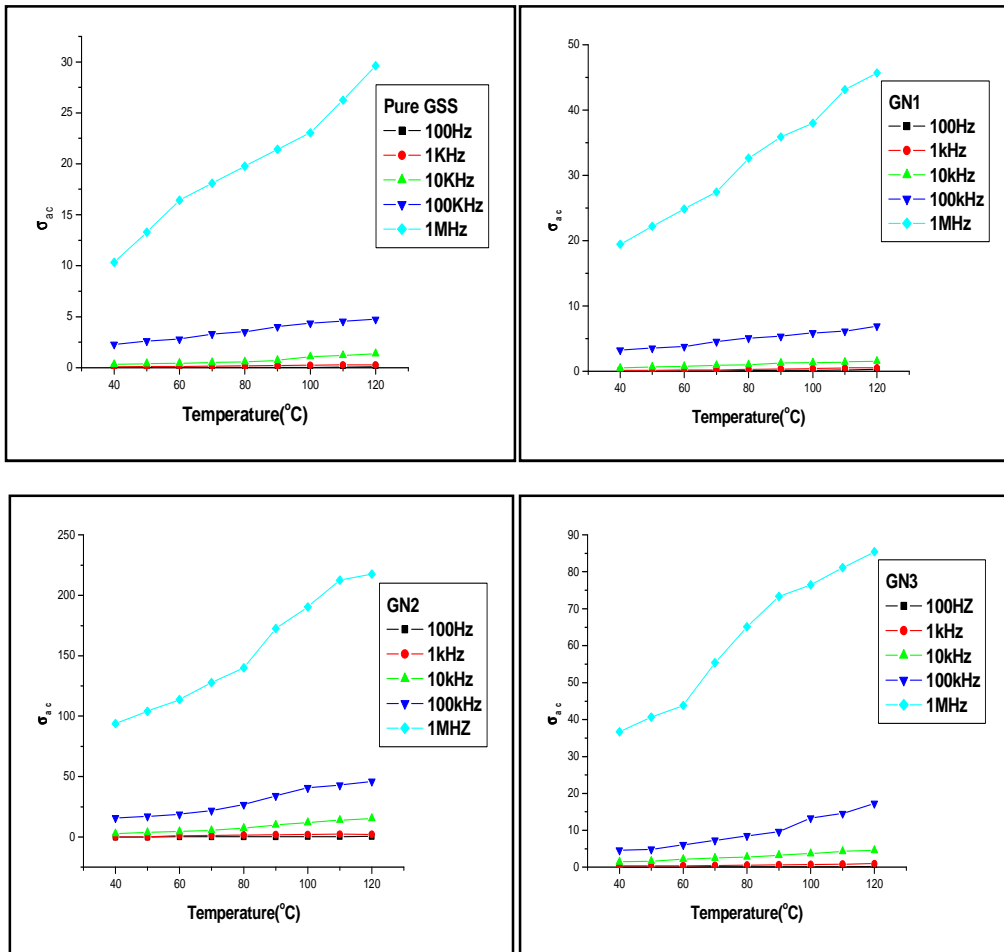 30
25
20
15
10
5
0
σac
40 60 80 100 120
Temperature(°C)
Pure GSS
100Hz
1KHz
10KHz
100KHz
1MHz
50
40
30
20
10
0
σac
40 60 80 100 120
Temperature(°C)
GN1
100Hz
1kHz
10kHz
100kHz
1MHz
250
200
150
100
50
0
σac
40 60 80 100 120
Temperature(°C)
GN2
100Hz
1kHz
10kHz
100kHz
1MHZ
90
80
70
60
50
40
30
20
10
0
σac
40 60 80 100 120
Temperature(°C)
GN3
100HZ
1kHz
10kHz
100kHz
1MHz